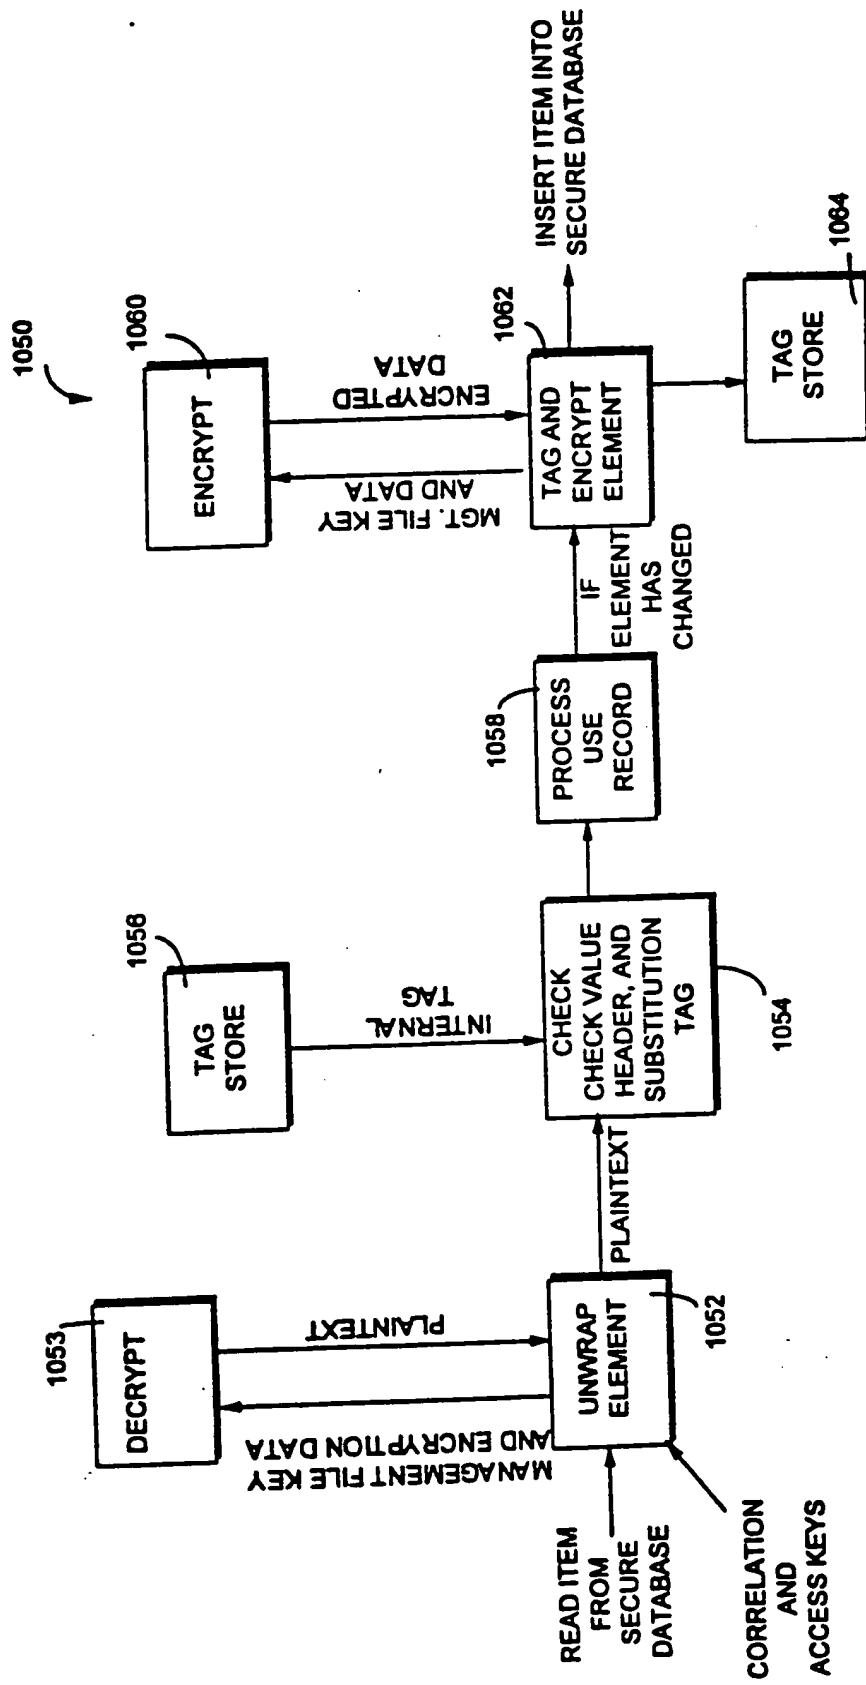 1050
1053
DECRYPT
MANAGEMENT FILE KEY
AND ENCRYPTION DATA
PLAINTEXT
READ ITEM
FROM
SECURE
DATABASE
CORRELATION
AND
ACCESS KEYS
UNWRAP
ELEMENT
1052
PLAINTEXT
1056
TAG
STORE
INTERNAL
TAG
CHECK
CHECK VALUE
HEADER, AND
SUBSTITUTION
TAG
1054
1058
PROCESS
USE
RECORD
IF
ELEMENT
HAS
CHANGED
1060
ENCRYPT
MGT. FILE KEY
AND DATA
ENCRYPTED
DATA
1062
TAG AND
ENCRYPT
ELEMENT
INSERT ITEM INTO
SECURE DATABASE
TAG
STORE
1064